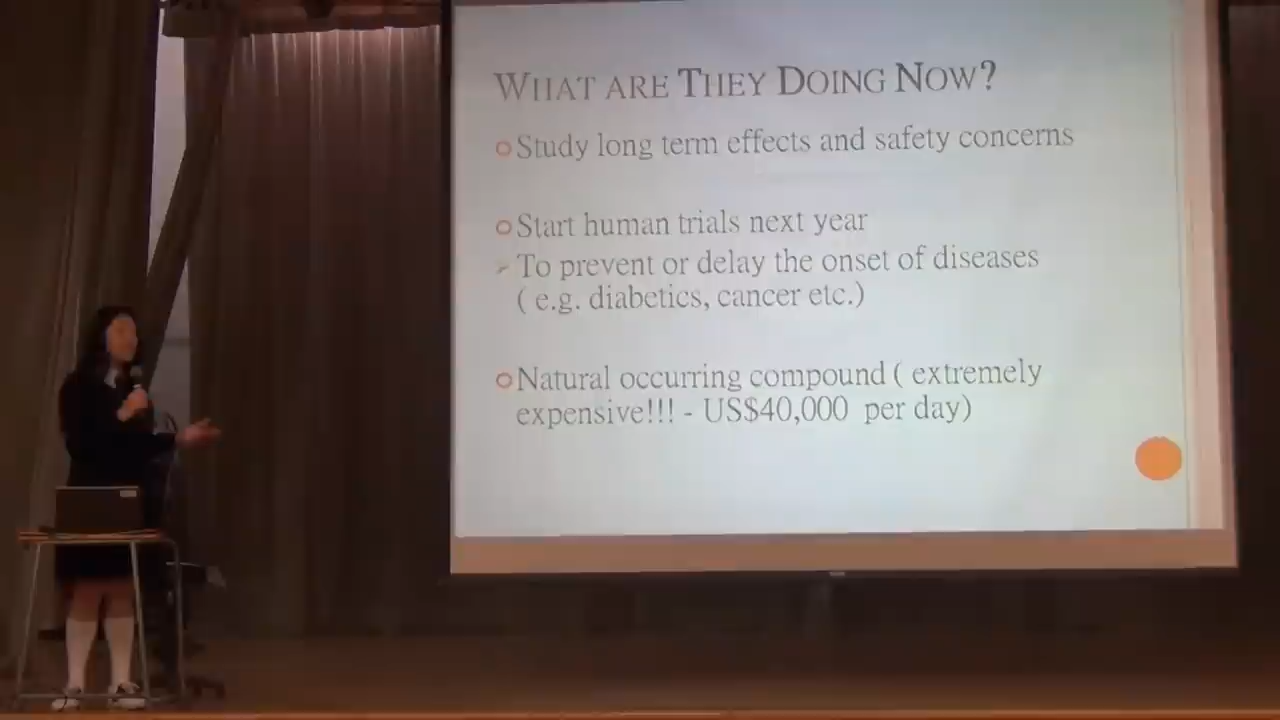 WHAT ARE THEY DOING NOW?
Study long term effects and safety concerns
Start human trials next year
To prevent or delay the onset of diseases
( e.g. diabetics, cancer etc.)
Natural occurring compound ( extremely
expensive!!! - US$40,000 per day)